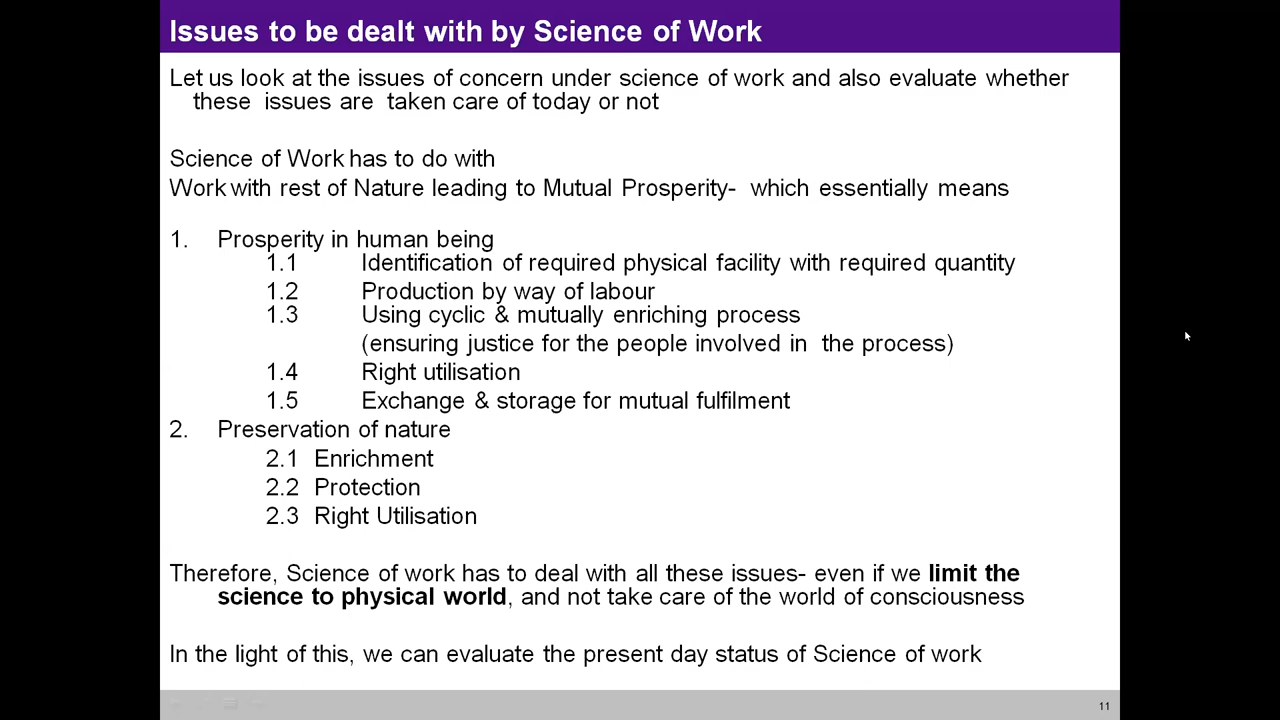 Issues to be dealt with by Science of Work
Let us look at the issues of concern under science of work and also evaluate whether
these issues are taken care of today or not
Science of Work has to do with
Work with rest of Nature leading to Mutual Prosperity- which essentially means
1. Prosperity in human being
1.1 Identification of required physical facility with required quantity
1.2 Production by way of labour
1.3 Using cyclic & mutually enriching process
(ensuring justice for the people involved in the process)
1.4 Right utilisation
1.5 Exchange & storage for mutual fulfilment
2. Preservation of nature
2.1 Enrichment
2.2 Protection
2.3 Right Utilisation
Therefore, Science of work has to deal with all these issues- even if we limit the
science to physical world, and not take care of the world of consciousness
In the light of this, we can evaluate the present day status of Science of work
11